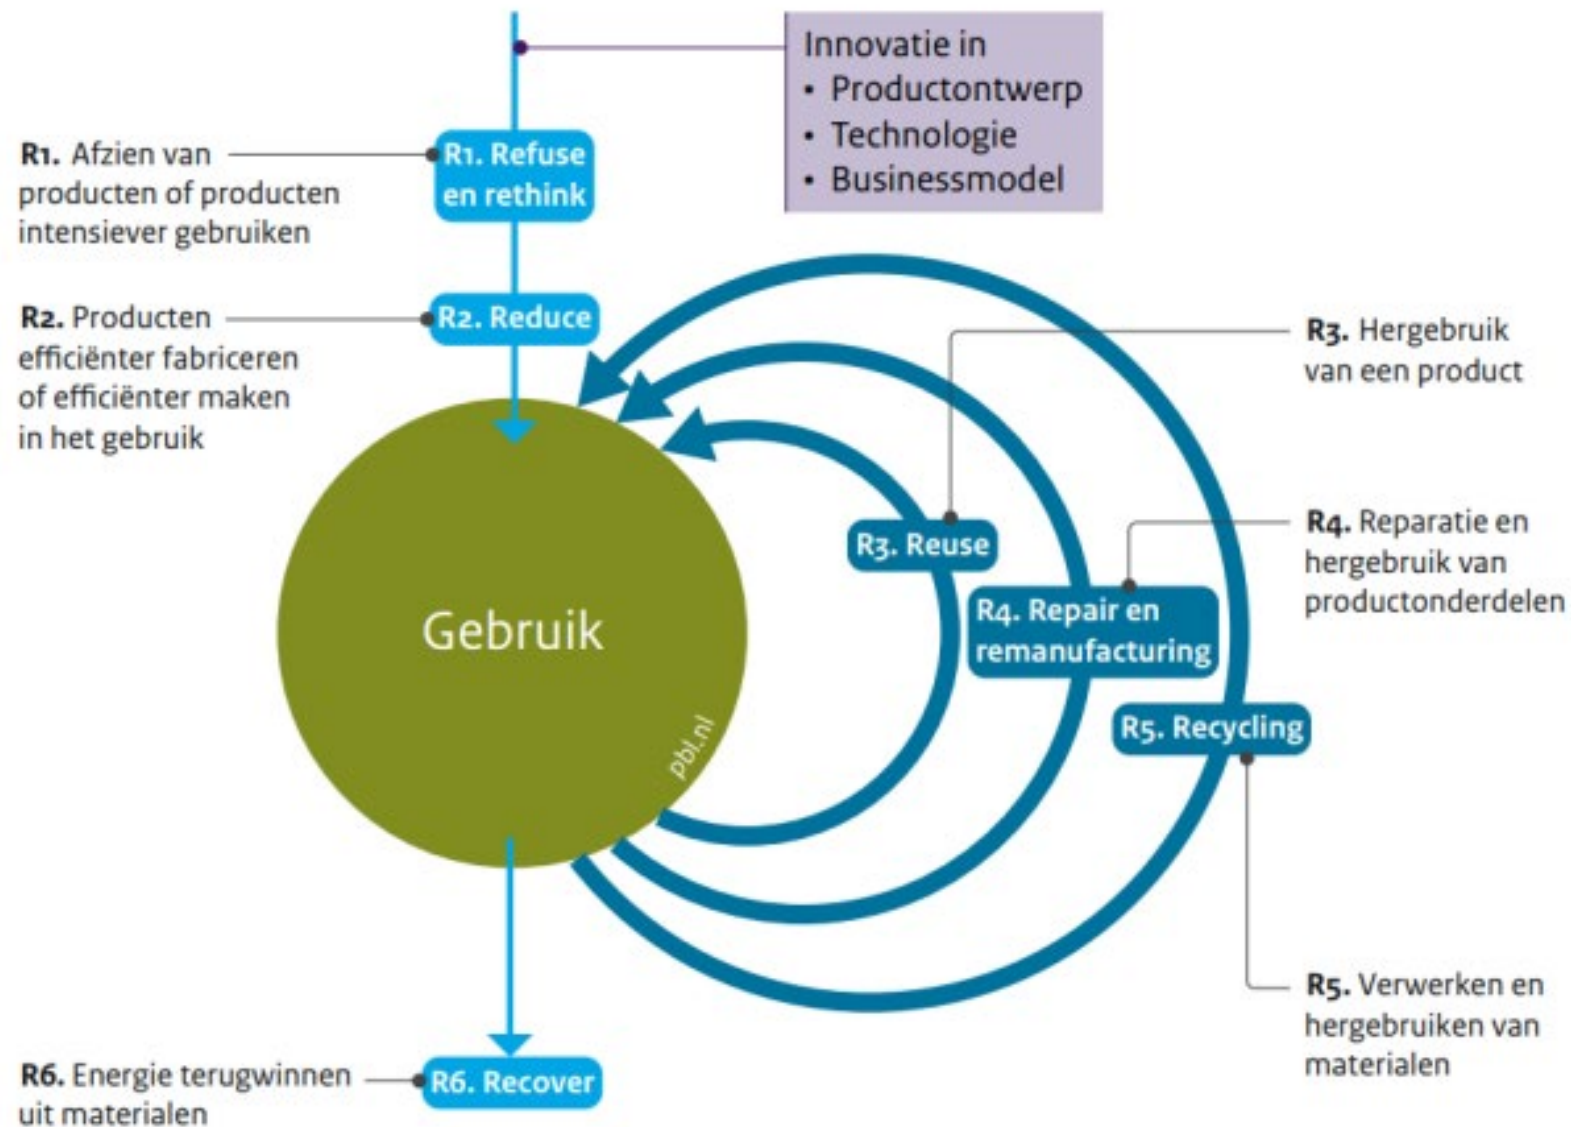 Innovatie in
• Productontwerp
• Technologie
• Businessmodel
R1. Afzien van
producten of producten
intensiever gebruiken
R1. Refuse
en rethink
R2. Producten
efficiënter fabriceren
of efficiënter maken
in het gebruik
R2. Reduce
R3. Hergebruik
van een product
R3. Reuse
R4. Reparatie en
hergebruik van
productonderdelen
R4. Repair en
remanufacturing
Gebruik
pbl.nl
R5. Recycling
R5. Verwerken en
hergebruiken van
materialen
R6. Energie terugwinnen
uit materialen
R6. Recover